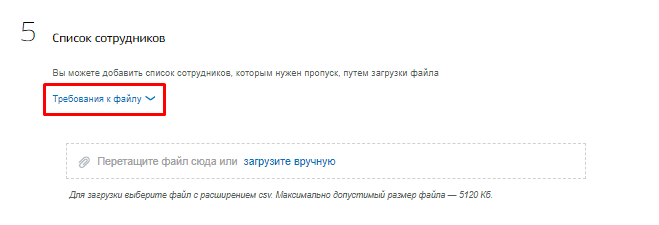 5 Список сотрудников
Вы можете добавить список сотрудников, которым нужен пропуск, путем загрузки файла
Требования к файлу
Перетащите файл сюда или загрузите вручную
Для загрузки выберите файл с расширением csv. Максимально допустимый размер файла — 5120 Кб.